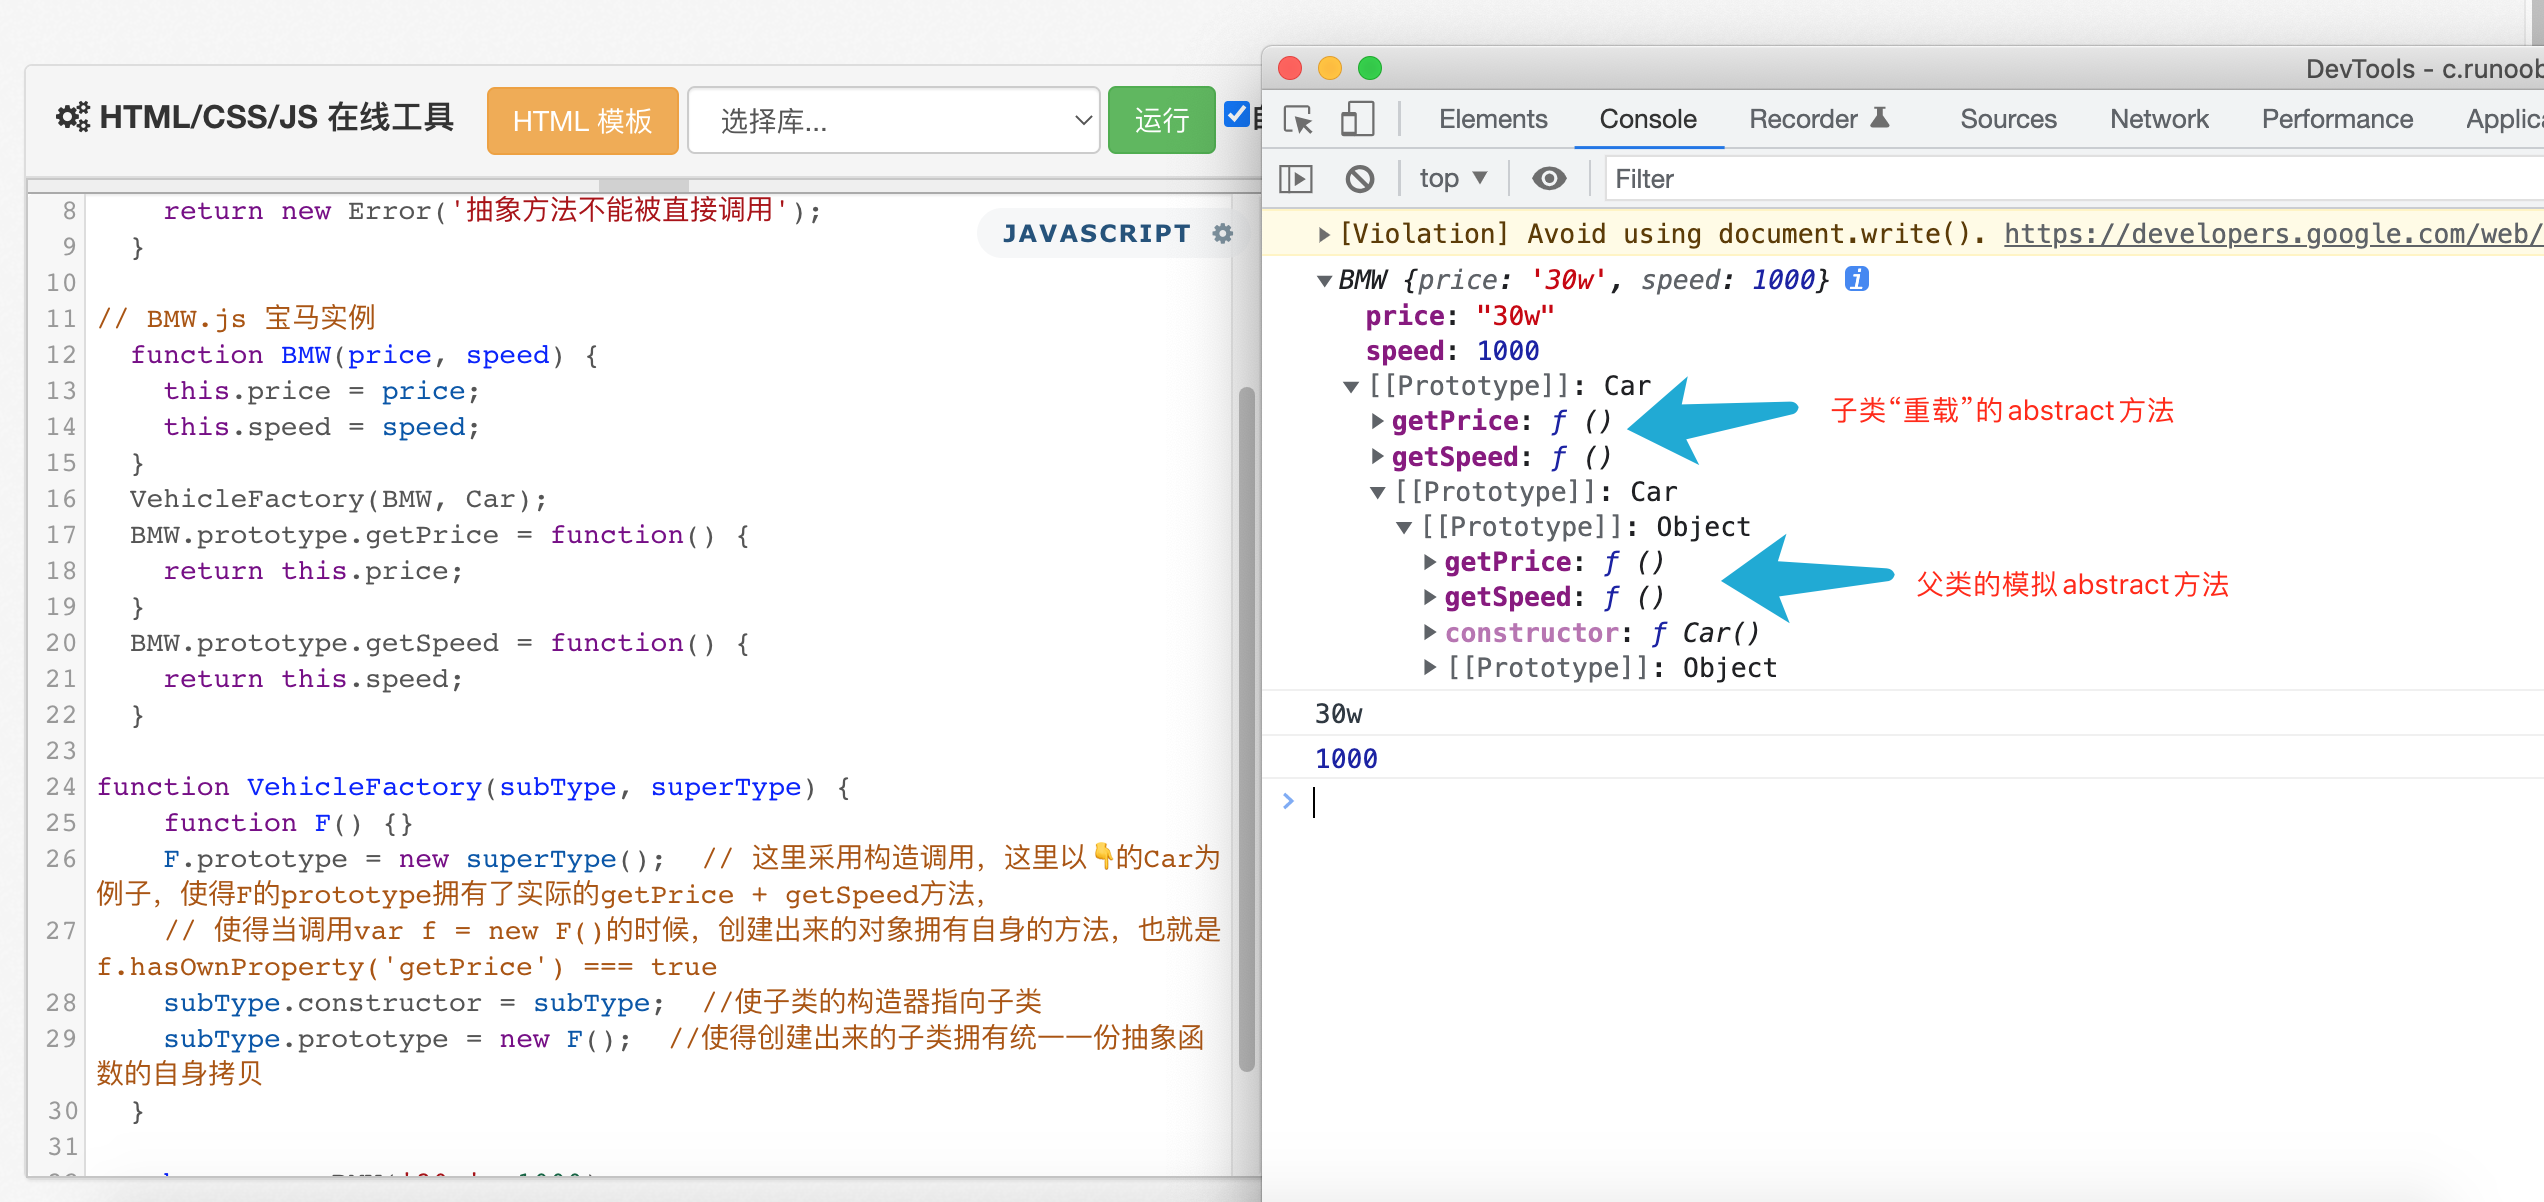 HTML/CSS/JS 在线工具
HTML 模板
选择库...
运行
8 return new Error('抽象方法不能被直接调用');
9 }
JAVASCRIPT
10
11 // BMW.js 宝马实例
12 function BMW(price, speed) {
13 this.price = price;
14 this.speed = speed;
15 }
16 VehicleFactory(BMW, Car);
17 BMW.prototype.getPrice = function() {
18 return this.price;
19 }
20 BMW.prototype.getSpeed = function() {
21 return this.speed;
22 }
23
24 function VehicleFactory(subType, superType) {
25 function F() {}
26 F.prototype = new superType(); // 这里采用构造调用，这里以👇的Car为
例子，使得F的prototype拥有了实际的getPrice + getSpeed方法，
27 // 使得当调用var f = new F()的时候，创建出来的对象拥有自身的方法，也就是
f.hasOwnProperty('getPrice') === true
28 subType.constructor = subType; //使子类的构造器指向子类
29 subType.prototype = new F(); //使得创建出来的子类拥有统一一份抽象函
数的自身拷贝
30 }
31
DevTools - c.runoob
Elements
Console
Recorder
Sources
Network
Performance
Applic
top
Filter
[Violation] Avoid using document.write(). https://developers.google.com/web/
BMW {price: '30w', speed: 1000}
price: "30w"
speed: 1000
[[Prototype]]: Car
getPrice: ƒ ()
子类“重载”的abstract方法
getSpeed: ƒ ()
[[Prototype]]: Car
[[Prototype]]: Object
getPrice: ƒ ()
父类的模拟abstract方法
getSpeed: ƒ ()
constructor: ƒ Car()
[[Prototype]]: Object
30w
1000